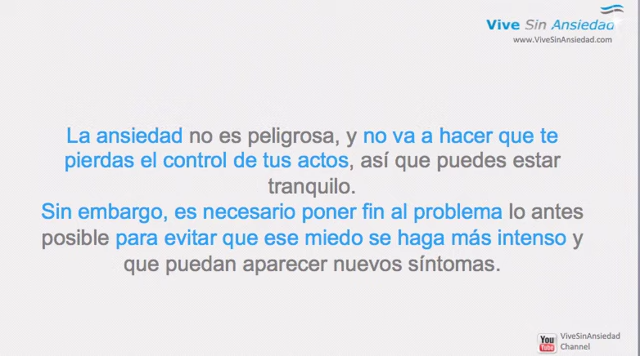 Vive Sin Ansiedad
www.ViveSinAnsiedad.com
La ansiedad no es peligrosa, y no va a hacer que te
pierdas el control de tus actos, así que puedes estar
tranquilo.
Sin embargo, es necesario poner fin al problema lo antes
posible para evitar que ese miedo se haga más intenso y
que puedan aparecer nuevos síntomas.
You
Tube
ViveSinAnsiedad
Channel